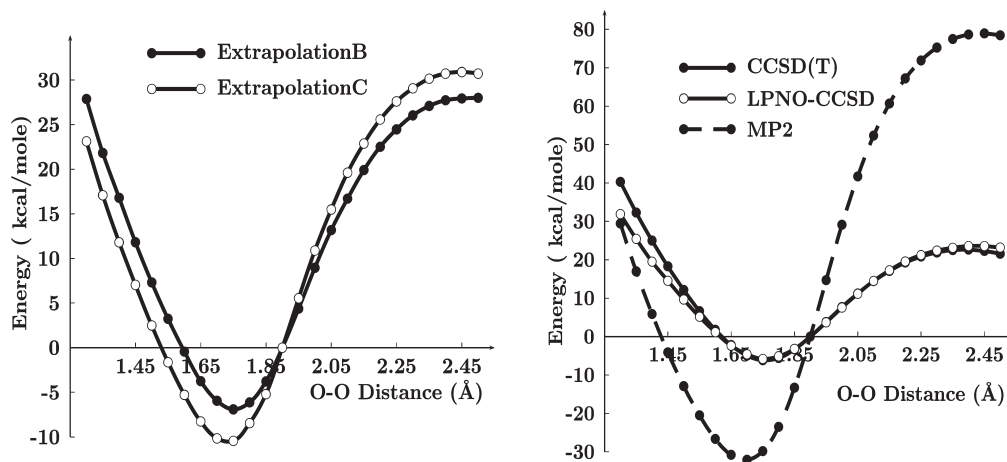 ExtrapolationB
ExtrapolationC
Energy ( kcal/mole)
30
25
20
15
10
5
0
-5
-10
1.45 1.65 1.85 2.05 2.25 2.45
O-O Distance (Å)
CCSD(T)
LPNO-CCSD
MP2
Energy ( kcal/mole)
80
70
60
50
40
30
20
10
0
-10
-20
-30
1.45 1.65 1.85 2.05 2.25 2.45
O-O Distance (Å)